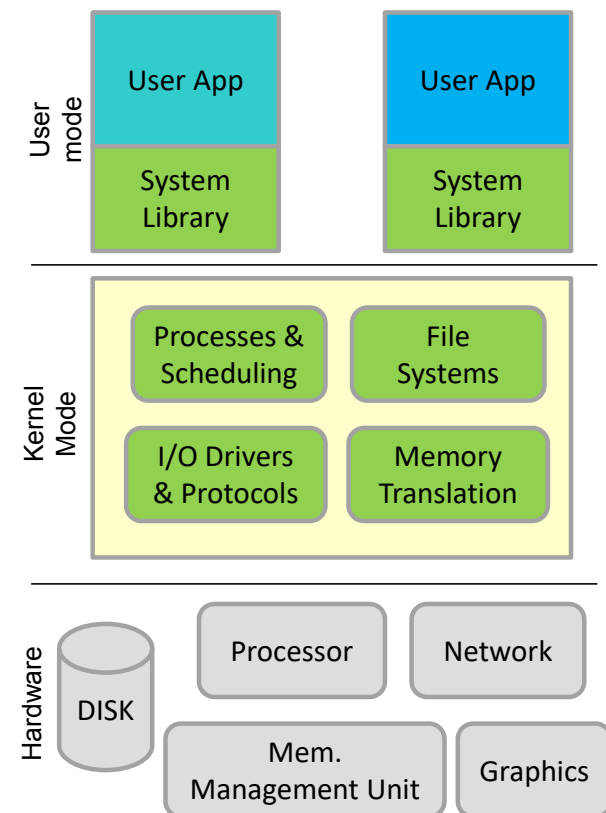 User
mode
User App
User App
System
Library
System
Library
Kernel
Mode
Processes &
Scheduling
File
Systems
I/O Drivers
& Protocols
Memory
Translation
Hardware
DISK
Processor
Network
Mem.
Management Unit
Graphics